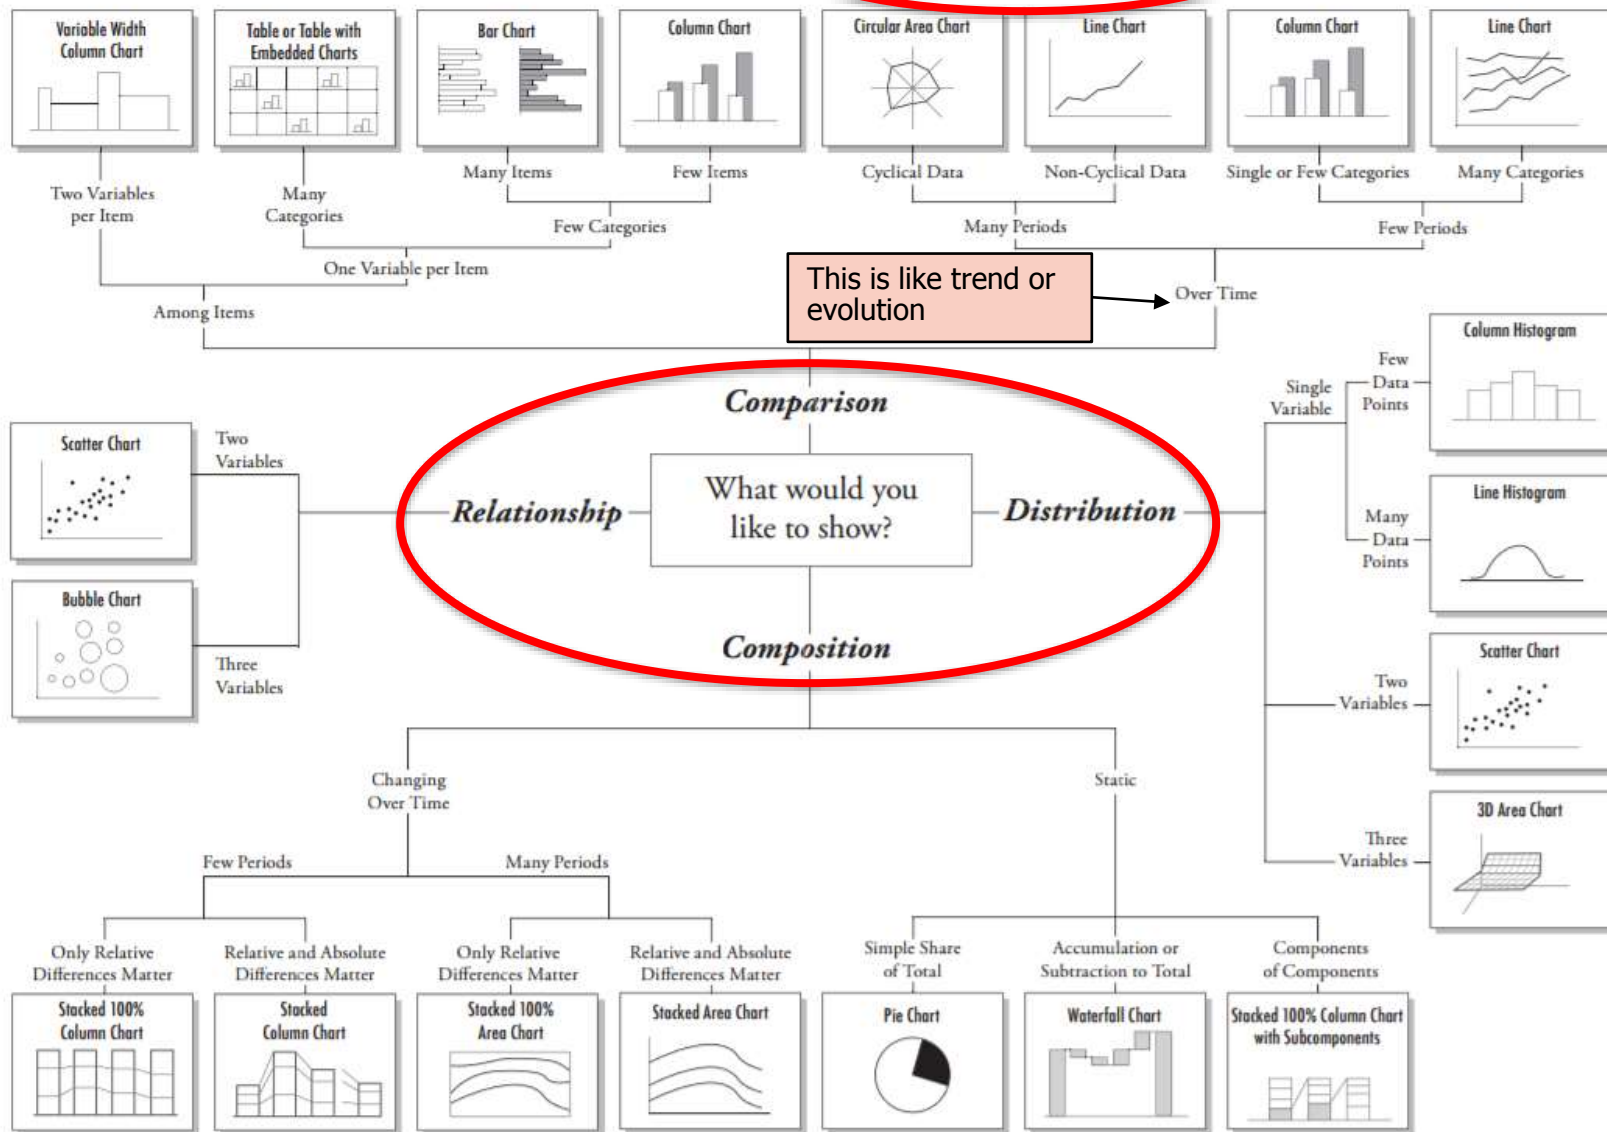 Variable Width
Column Chart
Table or Table with
Embedded Charts
Bar Chart
Column Chart
Circular Area Chart
Line Chart
Column Chart
Line Chart
Two Variables
per Item
Many
Categories
Many Items
Few Items
Cyclical Data
Non-Cyclical Data
Single or Few Categories
Many Categories
Few Categories
Many Periods
Few Periods
One Variable per Item
This is like trend or
evolution
Over Time
Among Items
Comparison
Relationship
What would you
like to show?
Distribution
Composition
Scatter Chart
Two
Variables
Bubble Chart
Three
Variables
Single
Variable
Few
Data
Points
Column Histogram
Many
Data
Points
Line Histogram
Two
Variables
Scatter Chart
Three
Variables
3D Area Chart
Changing
Over Time
Static
Few Periods
Many Periods
Only Relative
Differences Matter
Relative and Absolute
Differences Matter
Only Relative
Differences Matter
Relative and Absolute
Differences Matter
Simple Share
of Total
Accumulation or
Subtraction to Total
Components
of Components
Stacked 100%
Column Chart
Stacked
Column Chart
Stacked 100%
Area Chart
Stacked Area Chart
Pie Chart
Waterfall Chart
Stacked 100% Column Chart
with Subcomponents